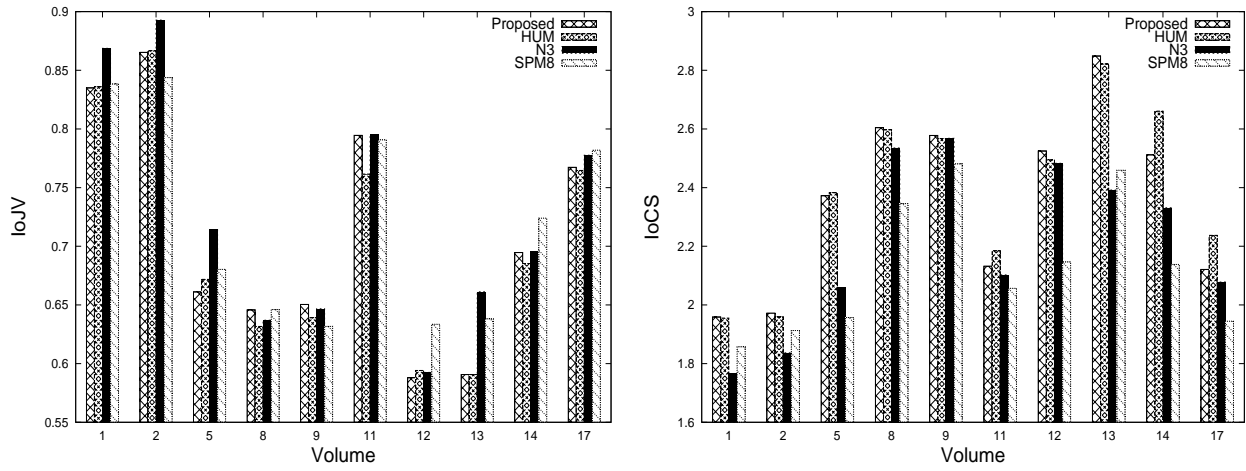 0.9
0.85
0.8
0.75
0.7
0.65
0.6
0.55
IoJV
Proposed
HUM
N3
SPM8
1 2 5 8 9 11 12 13 14 17
Volume
3
2.8
2.6
2.4
2.2
2
1.8
1.6
IoCS
Proposed
HUM
N3
SPM8
1 2 5 8 9 11 12 13 14 17
Volume